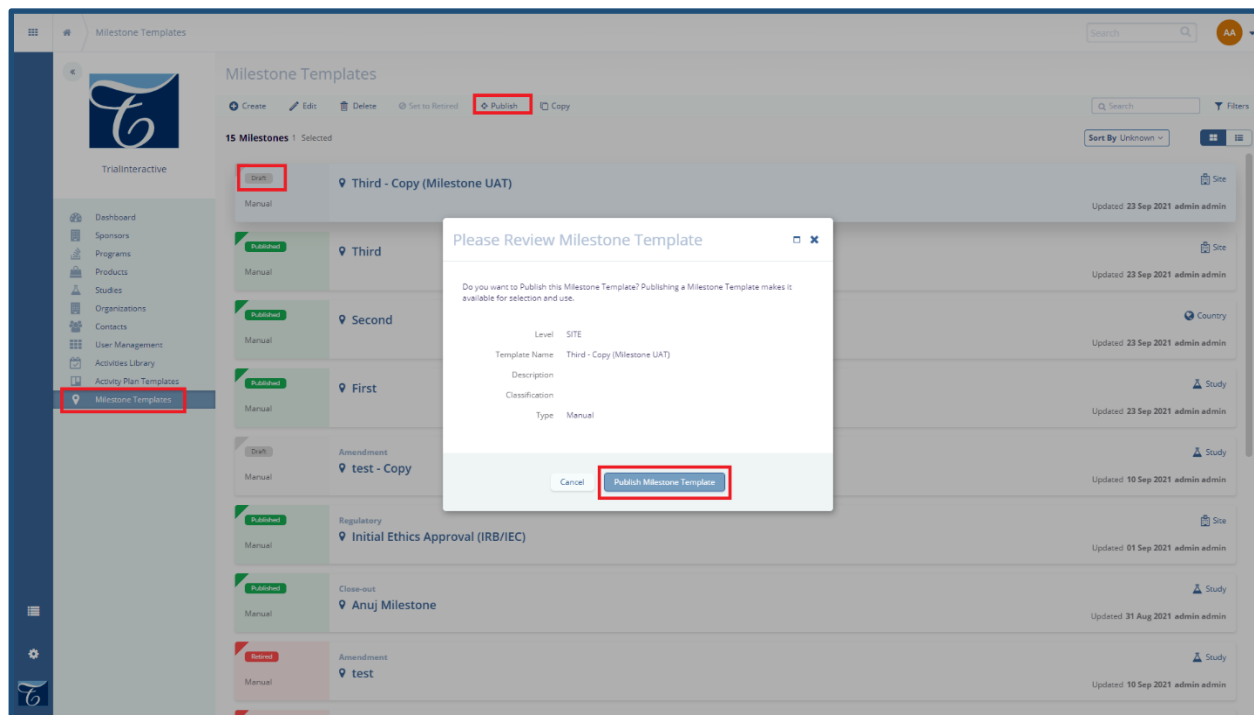 Milestone Templates
Search
AA
Milestone Templates
Create Edit Delete Set to Retired Publish Copy
Search
Filters
15 Milestones 1 Selected
Sort By Unknown
TrialInteractive
Dashboard
Sponsors
Programs
Products
Studies
Organizations
Contacts
User Management
Activities Library
Activity Plan Templates
Milestone Templates
Draft
Manual
Third - Copy (Milestone UAT)
Site
Updated 23 Sep 2021 admin admin
Published
Manual
Third
Site
Updated 23 Sep 2021 admin admin
Published
Manual
Second
Country
Updated 23 Sep 2021 admin admin
Published
Manual
First
Study
Updated 23 Sep 2021 admin admin
Draft
Manual
Amendment
test - Copy
Study
Updated 10 Sep 2021 admin admin
Published
Manual
Regulatory
Initial Ethics Approval (IRB/IEC)
Site
Updated 01 Sep 2021 admin admin
Published
Manual
Close-out
Anuj Milestone
Study
Updated 31 Aug 2021 admin admin
Retired
Manual
Amendment
test
Study
Updated 10 Sep 2021 admin admin
Please Review Milestone Template
Do you want to Publish this Milestone Template? Publishing a Milestone Template makes it
available for selection and use.
Level SITE
Template Name Third - Copy (Milestone UAT)
Description
Classification
Type Manual
Cancel
Publish Milestone Template